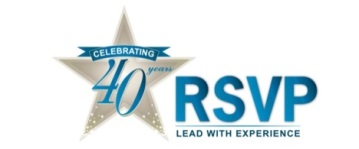 CELEBRATING
40 years
RSVP
LEAD WITH EXPERIENCE